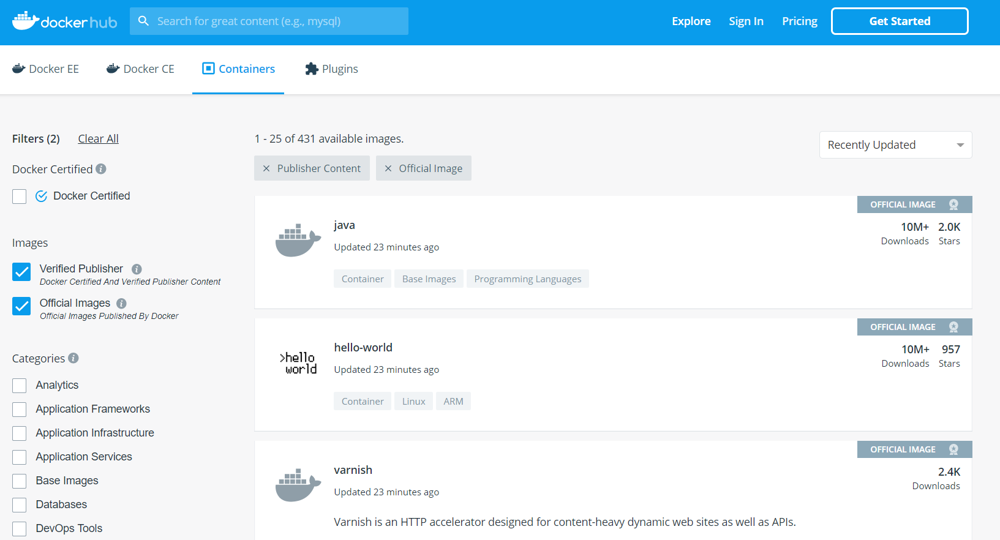 docker hub
Search for great content (e.g., mysql)
Explore Sign In Pricing Get Started
Docker EE Docker CE Containers Plugins
Filters (2) Clear All
Docker Certified
Docker Certified
Images
Verified Publisher
Docker Certified And Verified Publisher Content
Official Images
Official Images Published By Docker
Categories
Analytics
Application Frameworks
Application Infrastructure
Application Services
Base Images
Databases
DevOps Tools
1 - 25 of 431 available images.
Recently Updated
Publisher Content Official Image
OFFICIAL IMAGE
java
Updated 23 minutes ago
10M+ 2.0K
Downloads Stars
Container Base Images Programming Languages
OFFICIAL IMAGE
>hello
world
hello-world
Updated 23 minutes ago
10M+ 957
Downloads Stars
Container Linux ARM
OFFICIAL IMAGE
varnish
Updated 23 minutes ago
2.4K
Downloads
Varnish is an HTTP accelerator designed for content-heavy dynamic web sites as well as APIs.